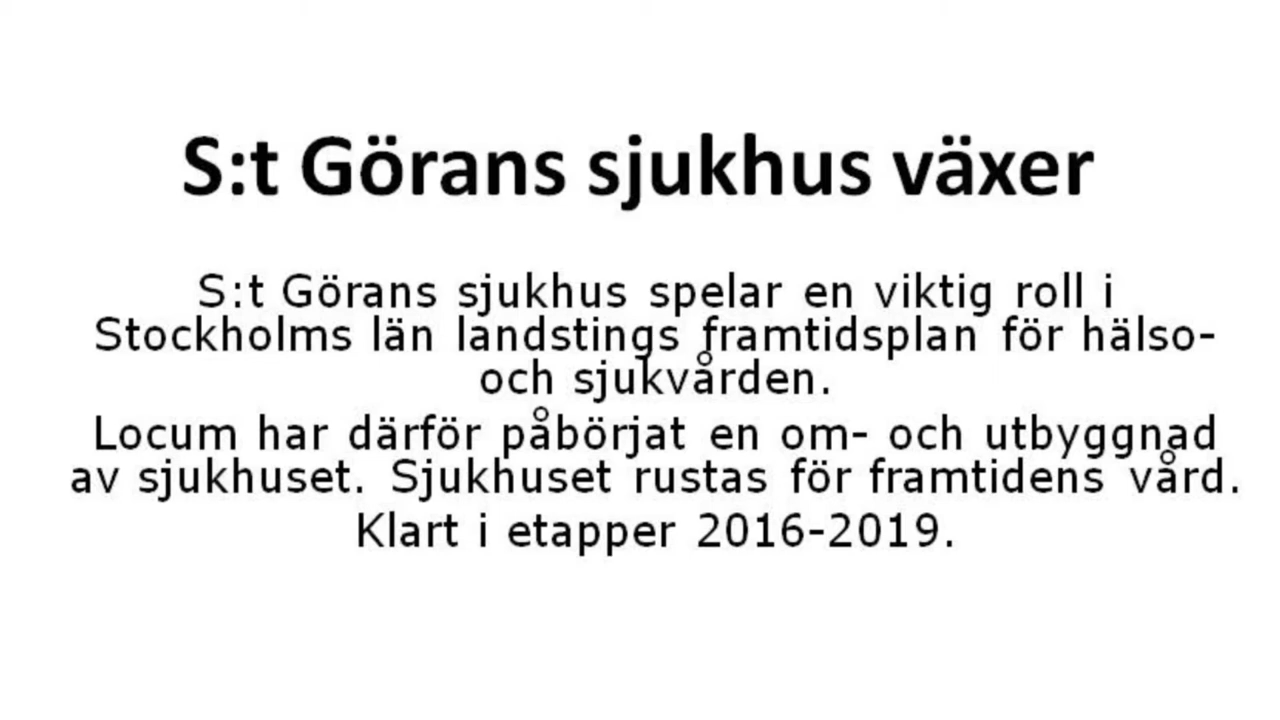 S:t Görans sjukhus växer
S:t Görans sjukhus spelar en viktig roll i
Stockholms län landstings framtidsplan för hälso-
och sjukvården.
Locum har därför påbörjat en om- och utbyggnad
av sjukhuset. Sjukhuset rustas för framtidens vård.
Klart i etapper 2016-2019.